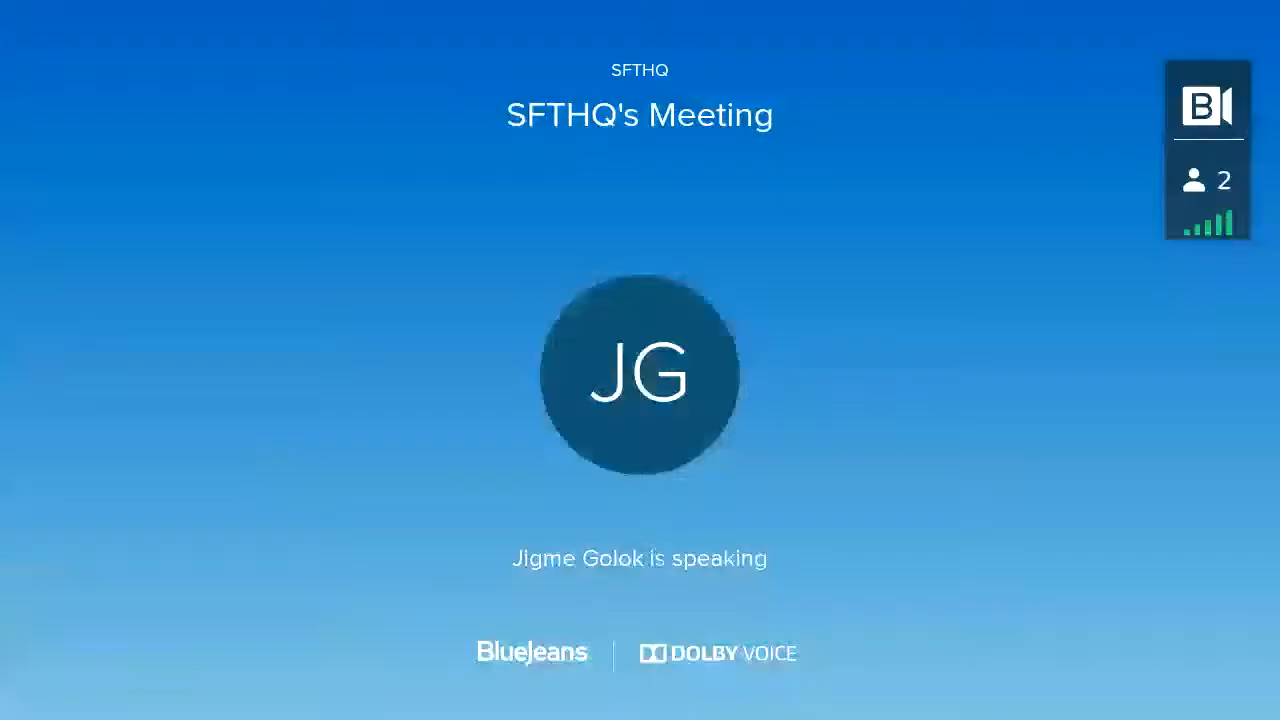 SFTHQ
SFTHQ's Meeting
B
2
JG
Jigme Golok is speaking
BlueJeans
DOLBY VOICE